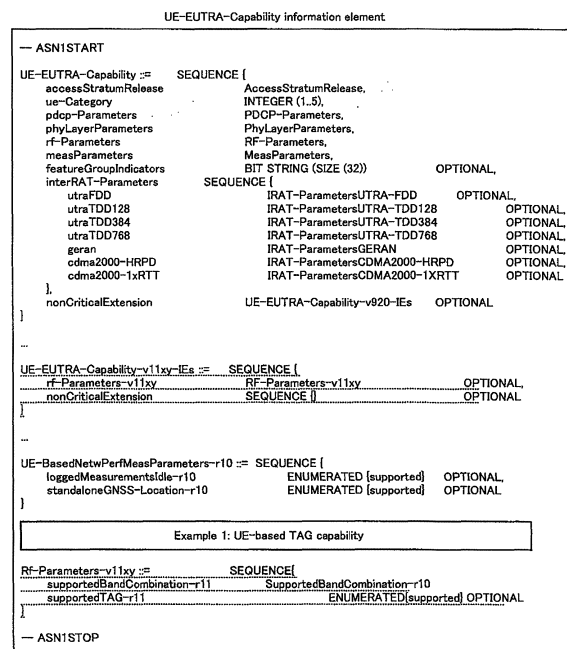 UE-EUTRA-Capability information element
— ASN1START
UE-EUTRA-Capability ::= SEQUENCE {
accessStratumRelease AccessStratumRelease,
ue-Category INTEGER (1..5),
pdcp-Parameters PDCP-Parameters,
phyLayerParameters PhyLayerParameters,
rf-Parameters RF-Parameters,
measParameters MeasParameters,
featureGroupIndicators BIT STRING (SIZE (32)) OPTIONAL,
interRAT-Parameters SEQUENCE {
utraFDD IRAT-ParametersUTRA-FDD OPTIONAL,
utraTDD128 IRAT-ParametersUTRA-TDD128 OPTIONAL,
utraTDD384 IRAT-ParametersUTRA-TDD384 OPTIONAL,
utraTDD768 IRAT-ParametersUTRA-TDD768 OPTIONAL,
geran IRAT-ParametersGERAN OPTIONAL,
cdma2000-HRPD IRAT-ParametersCDMA2000-HRPD OPTIONAL,
cdma2000-1xRTT IRAT-ParametersCDMA2000-1XRTT OPTIONAL
},
nonCriticalExtension UE-EUTRA-Capability-v920-IEs OPTIONAL
}
...
UE-EUTRA-Capability-v11xy-IEs ::= SEQUENCE {
rf-Parameters-v11xy RF-Parameters-v11xy OPTIONAL,
nonCriticalExtension SEQUENCE {} OPTIONAL
}
...
UE-BasedNetwPerfMeasParameters-r10 ::= SEQUENCE {
loggedMeasurementsIdle-r10 ENUMERATED {supported} OPTIONAL,
standaloneGNSS-Location-r10 ENUMERATED {supported} OPTIONAL
}
Example 1: UE-based TAG capability
Rf-Parameters-v11xy ::= SEQUENCE{
supportedBandCombination-r11 SupportedBandCombination-r10
supportedTAG-r11 ENUMERATED{supported} OPTIONAL
}
— ASN1STOP